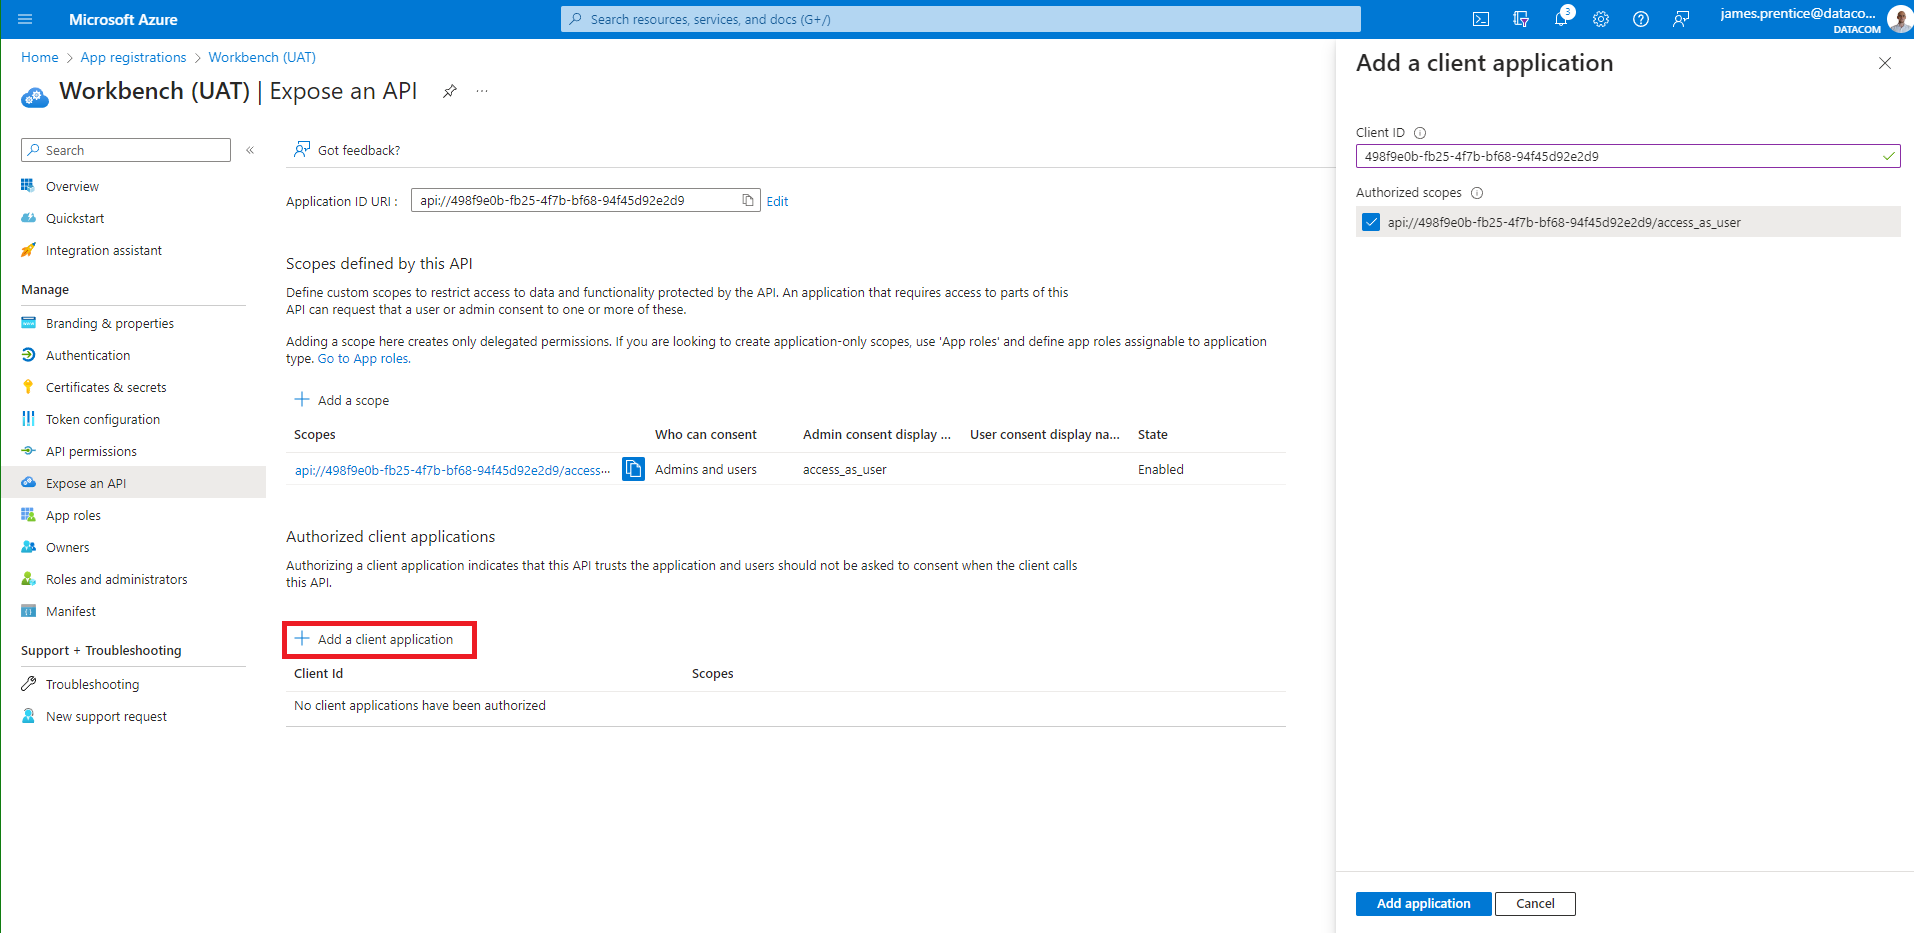 Microsoft Azure
Search resources, services, and docs (G+/)
3
james.prentice@dataco...
DATACOM
Home > App registrations > Workbench (UAT)
Workbench (UAT) | Expose an API
...
Search
«
Overview
Quickstart
Integration assistant
Manage
Branding & properties
Authentication
Certificates & secrets
Token configuration
API permissions
Expose an API
App roles
Owners
Roles and administrators
Manifest
Support + Troubleshooting
Troubleshooting
New support request
Got feedback?
Application ID URI : api://498f9e0b-fb25-4f7b-bf68-94f45d92e2d9 Edit
Scopes defined by this API
Define custom scopes to restrict access to data and functionality protected by the API. An application that requires access to parts of this
API can request that a user or admin consent to one or more of these.
Adding a scope here creates only delegated permissions. If you are looking to create application-only scopes, use 'App roles' and define app roles assignable to application
type. Go to App roles.
Add a scope
Scopes Who can consent Admin consent display ... User consent display na... State
api://498f9e0b-fb25-4f7b-bf68-94f45d92e2d9/access... Admins and users access_as_user Enabled
Authorized client applications
Authorizing a client application indicates that this API trusts the application and users should not be asked to consent when the client calls
this API.
Add a client application
Client Id Scopes
No client applications have been authorized
Add a client application
Client ID
498f9e0b-fb25-4f7b-bf68-94f45d92e2d9
Authorized scopes
api://498f9e0b-fb25-4f7b-bf68-94f45d92e2d9/access_as_user
Add application Cancel